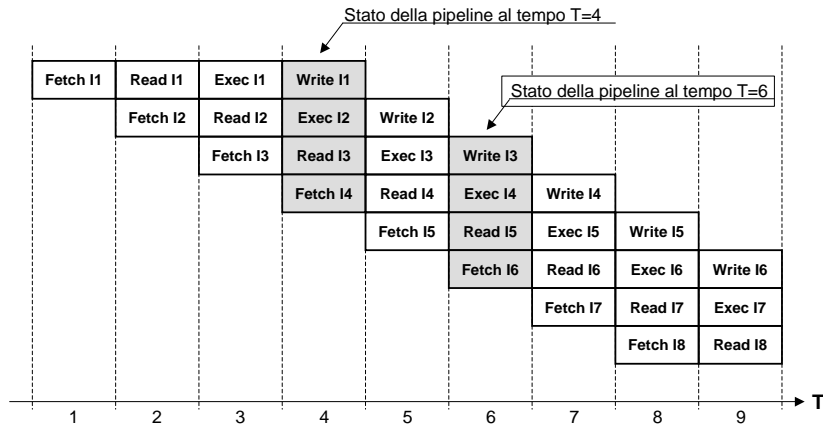 Stato della pipeline al tempo T=4
Fetch I1 Read I1 Exec I1 Write I1
Stato della pipeline al tempo T=6
Fetch I2 Read I2 Exec I2 Write I2
Fetch I3 Read I3 Exec I3 Write I3
Fetch I4 Read I4 Exec I4 Write I4
Fetch I5 Read I5 Exec I5 Write I5
Fetch I6 Read I6 Exec I6 Write I6
Fetch I7 Read I7 Exec I7
Fetch I8 Read I8
T
1 2 3 4 5 6 7 8 9